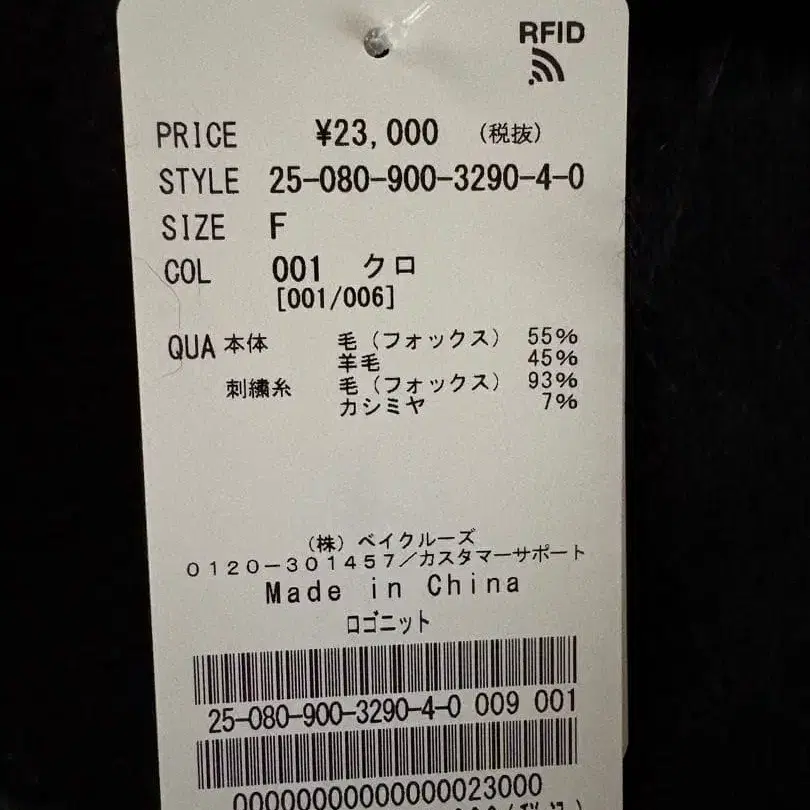 RFID
PRICE ¥23,000 (税抜)
STYLE 25-080-900-3290-4-0
SIZE F
COL 001 クロ
[001/006]
QUA 本体 毛(フォックス) 55%
羊毛 45%
刺繍糸 毛(フォックス) 93%
カシミヤ 7%
(株)ベイクルーズ
0120-301457/カスタマーサポート
Made in China
ロゴニット
25-080-900-3290-4-0 009 001
00000000000000023000